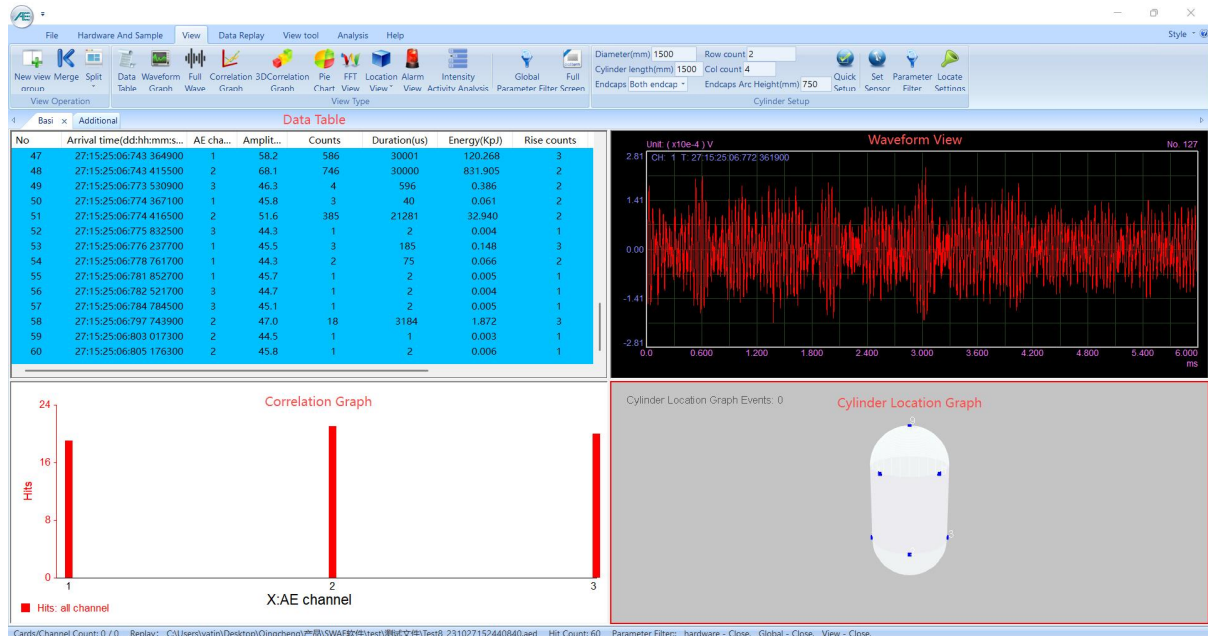 AE
File Hardware And Sample View Data Replay View tool Analysis Help Style
New view group Merge Split Data Table Waveform Graph Full Wave Correlation Graph 3DCorrelation Graph Pie Chart FFT View Location View Alarm View Intensity Activity Analysis Global Parameter Filter Full Screen
Diameter(mm) 1500 Row count 2
Cylinder length(mm) 1500 Col count 4
Endcaps Both endcap Endcaps Arc Height(mm) 750
Quick Setup Set Sensor Parameter Filter Locate Settings
View Operation View Type Cylinder Setup
Basi × Additional
Data Table
No Arrival time(dd:hh:mm:s... AE cha... Amplit... Counts Duration(us) Energy(KpJ) Rise counts
47 27:15:25:06:743 364900 1 58.2 586 30001 120.268 3
48 27:15:25:06:743 415500 2 68.1 746 30000 831.905 2
49 27:15:25:06:773 530900 3 46.3 4 596 0.386 2
50 27:15:25:06:774 367100 1 45.8 3 40 0.061 2
51 27:15:25:06:774 416500 2 51.6 385 21281 32.940 2
52 27:15:25:06:775 832500 3 44.3 1 2 0.004 1
53 27:15:25:06:776 237700 1 45.5 3 185 0.148 3
54 27:15:25:06:778 761700 1 44.3 2 75 0.066 2
55 27:15:25:06:781 852700 1 45.7 1 2 0.005 1
56 27:15:25:06:782 521700 3 44.7 1 2 0.004 1
57 27:15:25:06:784 784500 3 45.1 1 2 0.005 1
58 27:15:25:06:797 743900 2 47.0 18 3184 1.872 3
59 27:15:25:06:803 017300 2 44.5 1 1 0.003 1
60 27:15:25:06:805 176300 2 45.8 1 2 0.006 1
Waveform View
Unit: ( x10e-4 ) V No. 127
CH: 1 T: 27:15:25:06:772 361900
2.81
1.41
0.00
-1.41
-2.81
0.0 0.600 1.200 1.800 2.400 3.000 3.600 4.200 4.800 5.400 6.000
ms
Correlation Graph
24
16
8
0
Hits
1 2 3
X:AE channel
Hits: all channel
Cylinder Location Graph Events: 0
Cylinder Location Graph
Cards/Channel Count: 0 / 0 Replay: C:\Users\yatin\Desktop\Qingcheng\产品\SWAE软件\test\测试文件\Test8_231027152440840.aed Hit Count: 60 Parameter Filter: hardware - Close, Global - Close, View - Close,